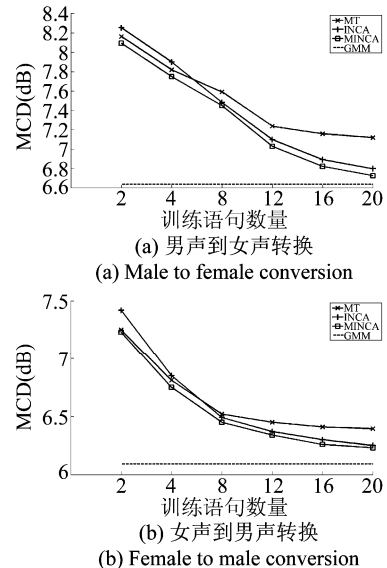 8.4
8.2
8
7.8
7.6
7.4
7.2
7
6.8
6.6
MCD(dB)
MT
INCA
MINCA
GMM
2 4 8 12 16 20
训练语句数量
(a) 男声到女声转换
(a) Male to female conversion
7.5
7
6.5
6
MCD(dB)
MT
INCA
MINCA
GMM
2 4 8 12 16 20
训练语句数量
(b) 女声到男声转换
(b) Female to male conversion